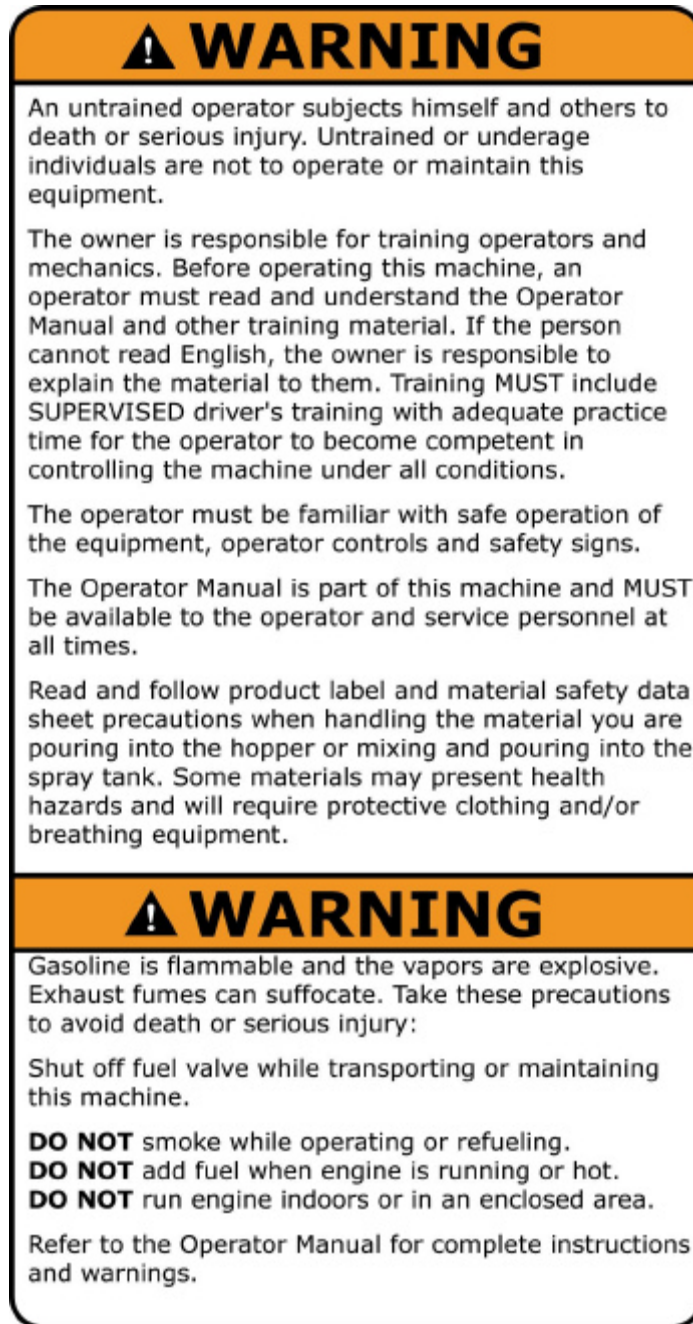 WARNING
An untrained operator subjects himself and others to
death or serious injury. Untrained or underage
individuals are not to operate or maintain this
equipment.
The owner is responsible for training operators and
mechanics. Before operating this machine, an
operator must read and understand the Operator
Manual and other training material. If the person
cannot read English, the owner is responsible to
explain the material to them. Training MUST include
SUPERVISED driver's training with adequate practice
time for the operator to become competent in
controlling the machine under all conditions.
The operator must be familiar with safe operation of
the equipment, operator controls and safety signs.
The Operator Manual is part of this machine and MUST
be available to the operator and service personnel at
all times.
Read and follow product label and material safety data
sheet precautions when handling the material you are
pouring into the hopper or mixing and pouring into the
spray tank. Some materials may present health
hazards and will require protective clothing and/or
breathing equipment.
WARNING
Gasoline is flammable and the vapors are explosive.
Exhaust fumes can suffocate. Take these precautions
to avoid death or serious injury:
Shut off fuel valve while transporting or maintaining
this machine.
DO NOT smoke while operating or refueling.
DO NOT add fuel when engine is running or hot.
DO NOT run engine indoors or in an enclosed area.
Refer to the Operator Manual for complete instructions
and warnings.